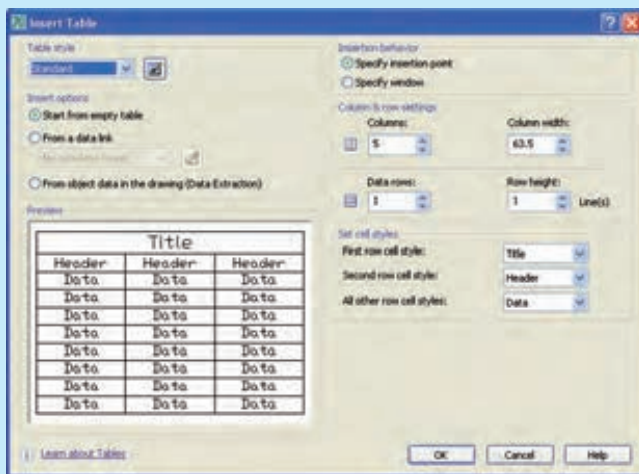 Insert Table
Table style
Standard
Insert options
Start from empty table
From a data link
From object data in the drawing (Data Extraction)
Preview
Title
Header Header Header
Data Data Data
Data Data Data
Data Data Data
Data Data Data
Data Data Data
Data Data Data
Data Data Data
Data Data Data
Learn about Tables
Insertion behavior
Specify insertion point
Specify window
Column & row settings
Columns: Column width:
5 63.5
Data rows: Row height:
1 1 Line(s)
Set cell styles
First row cell style: Title
Second row cell style: Header
All other row cell styles: Data
OK Cancel Help